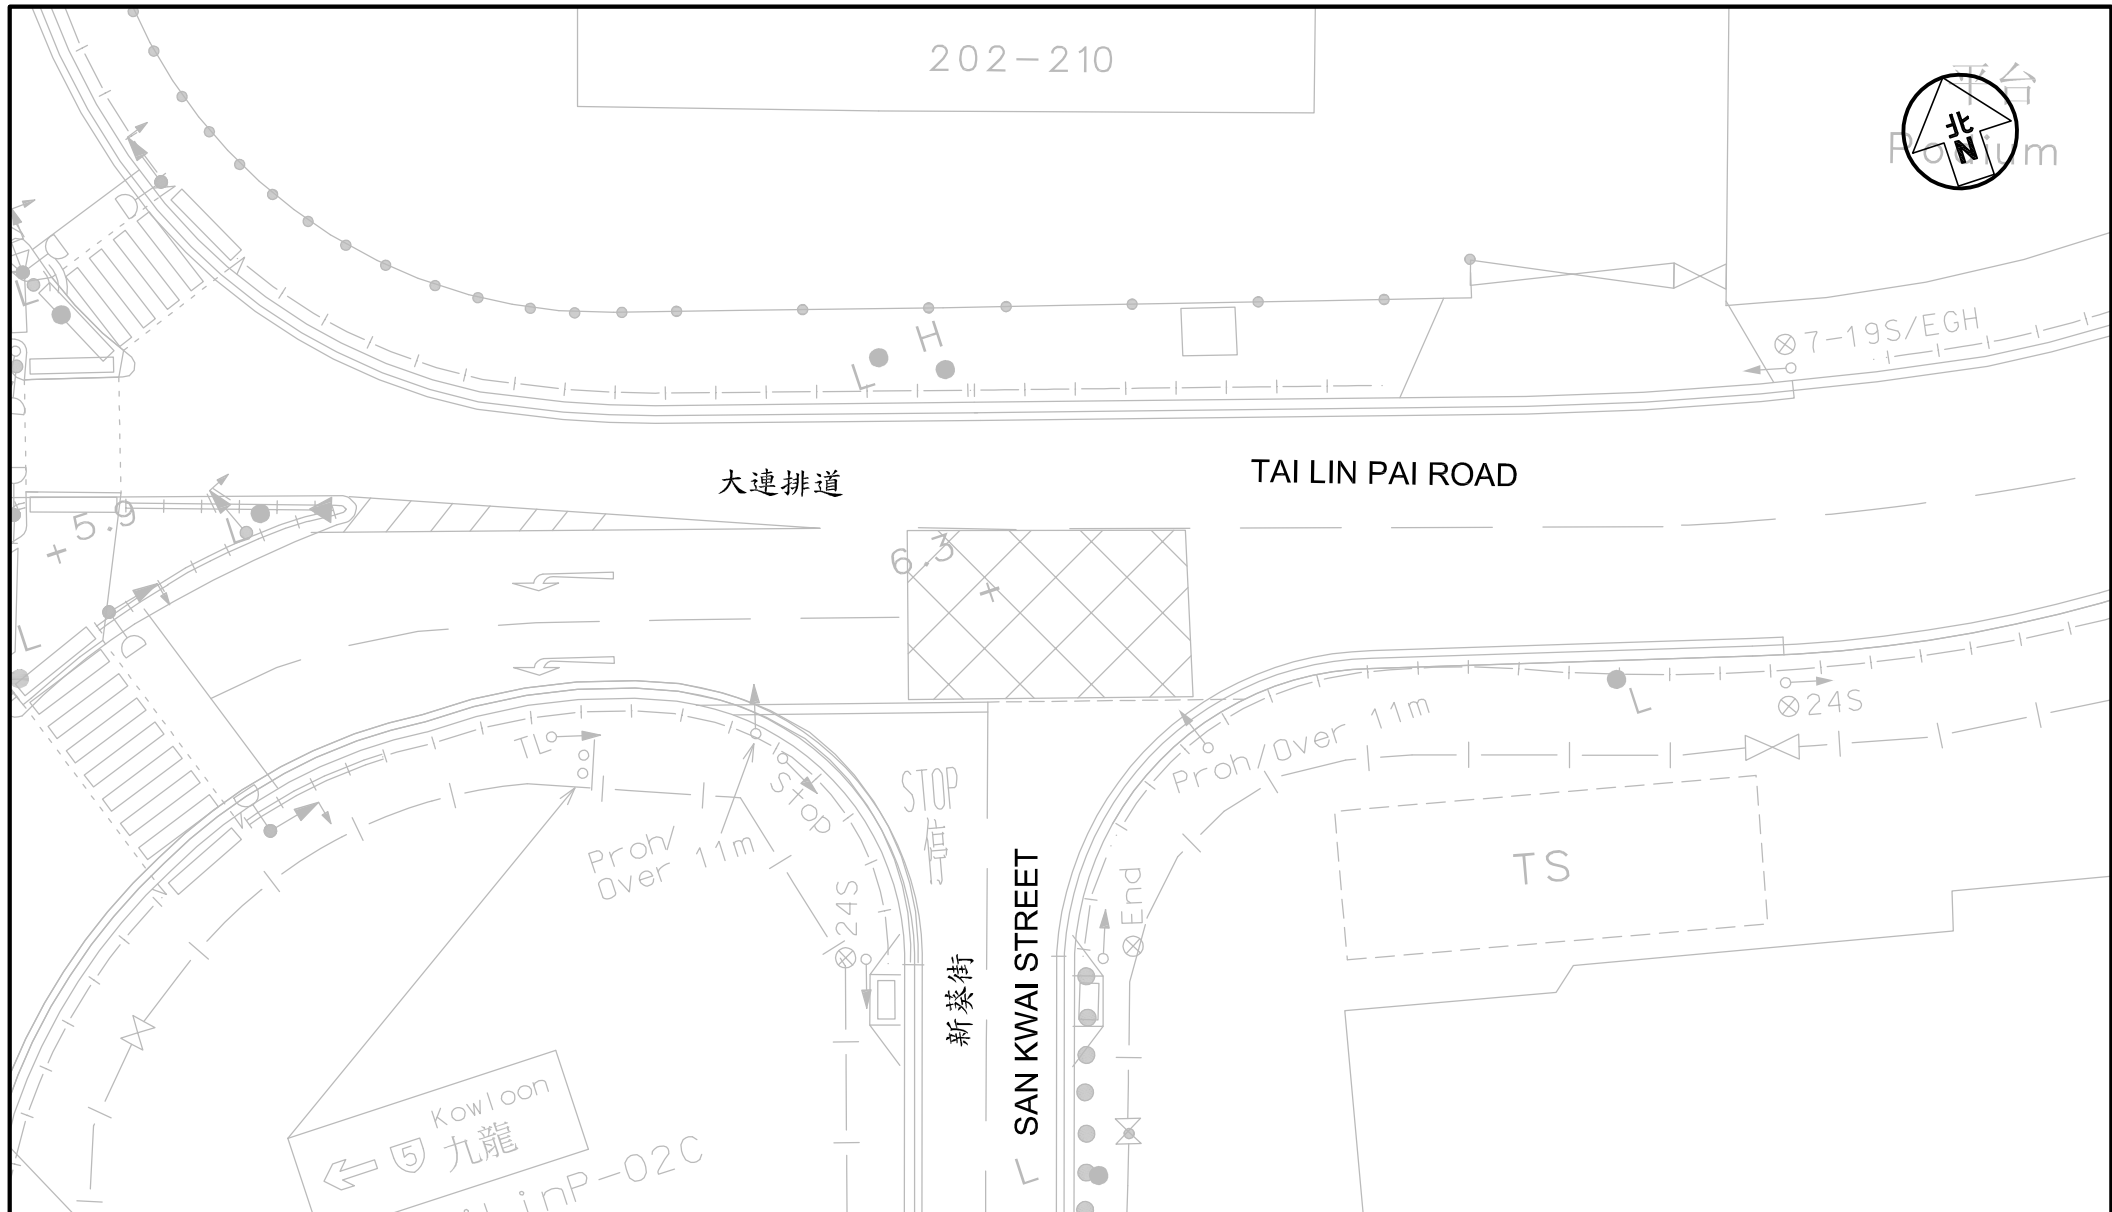 202-210
平台
Podium
北
N
7-19S/EGH
H
L
L
TAI LIN PAI ROAD
大連排道
+ 5.9
L
6.3
+
L
L
24S
Proh/Over 11m
TL
Stop
STOP
停
Proh/
Over 11m
TS
24S
End
新葵街
SAN KWAI STREET
Kowloon
5 九龍
L
LinP-02C